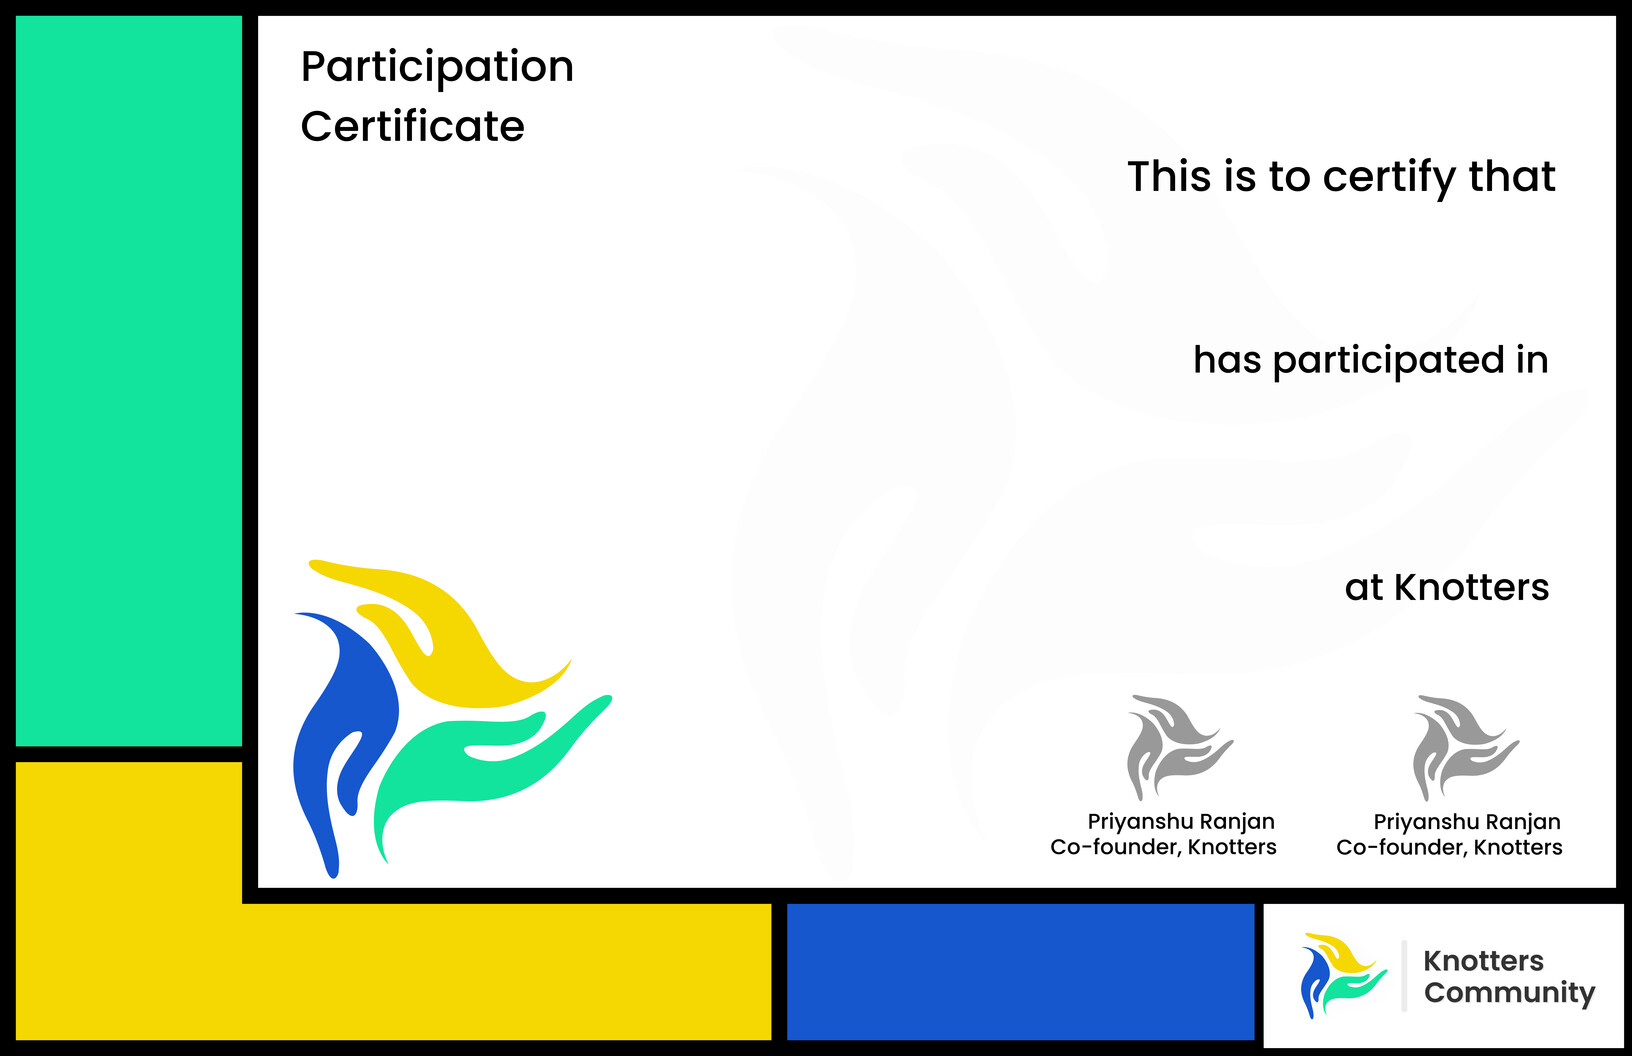 Participation
Certificate
This is to certify that
has participated in
at Knotters
Priyanshu Ranjan
Co-founder, Knotters
Priyanshu Ranjan
Co-founder, Knotters
Knotters
Community